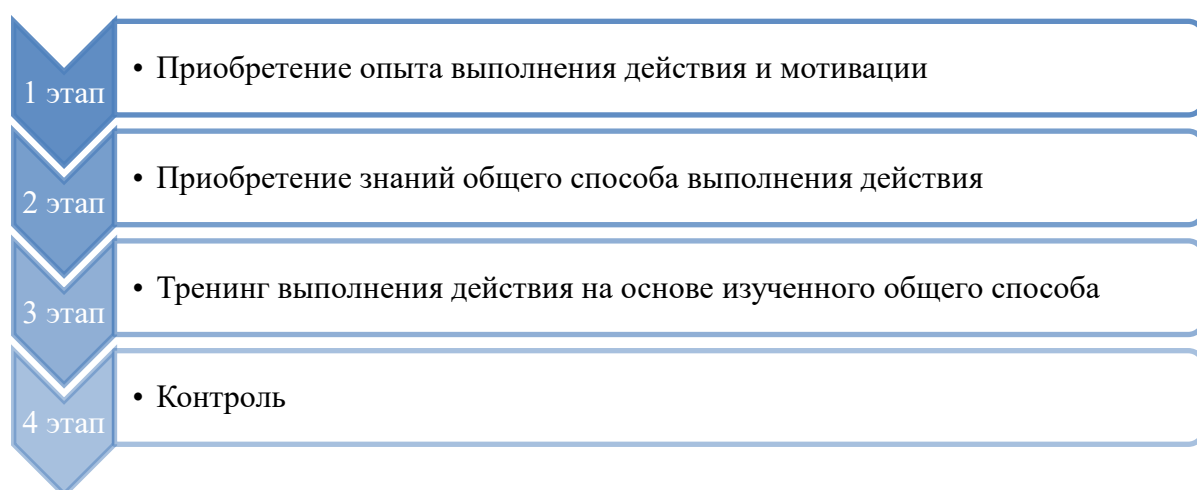 1 этап
• Приобретение опыта выполнения действия и мотивации
2 этап
• Приобретение знаний общего способа выполнения действия
3 этап
• Тренинг выполнения действия на основе изученного общего способа
4 этап
• Контроль